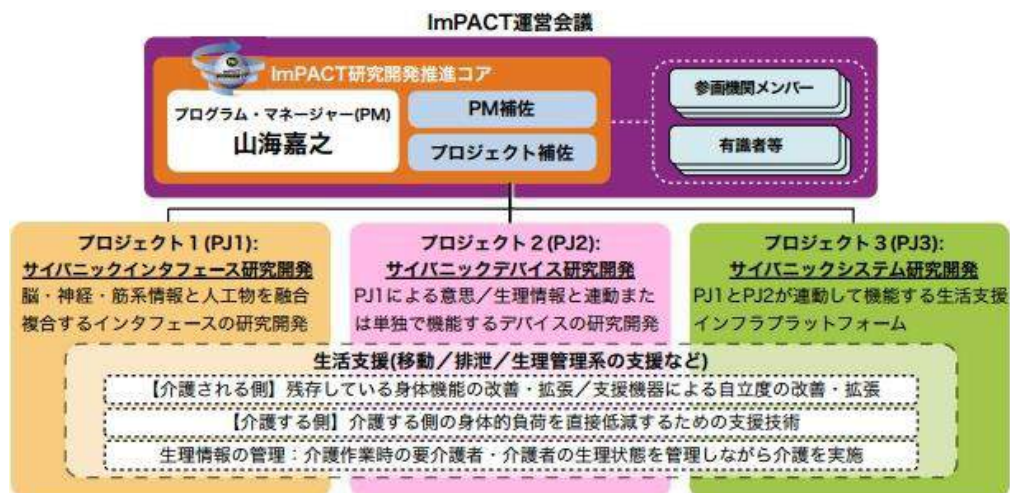 ImPACT運営会議
ImPACT研究開発推進コア
プログラム・マネージャー(PM)
山海嘉之
PM補佐
プロジェクト補佐
参画機関メンバー
有識者等
プロジェクト1(PJ1):
サイバニックインタフェース研究開発
脳・神経・筋系情報と人工物を融合
複合するインタフェースの研究開発
プロジェクト2(PJ2):
サイバニックデバイス研究開発
PJ1による意思／生理情報と連動また
は単独で機能するデバイスの研究開発
プロジェクト3(PJ3):
サイバニックシステム研究開発
PJ1とPJ2が連動して機能する生活支援
インフラプラットフォーム
生活支援(移動／排泄／生理管理系の支援など)
【介護される側】残存している身体機能の改善・拡張／支援機器による自立度の改善・拡張
【介護する側】介護する側の身体的負荷を直接低減するための支援技術
生理情報の管理：介護作業時の要介護者・介護者の生理状態を管理しながら介護を実施